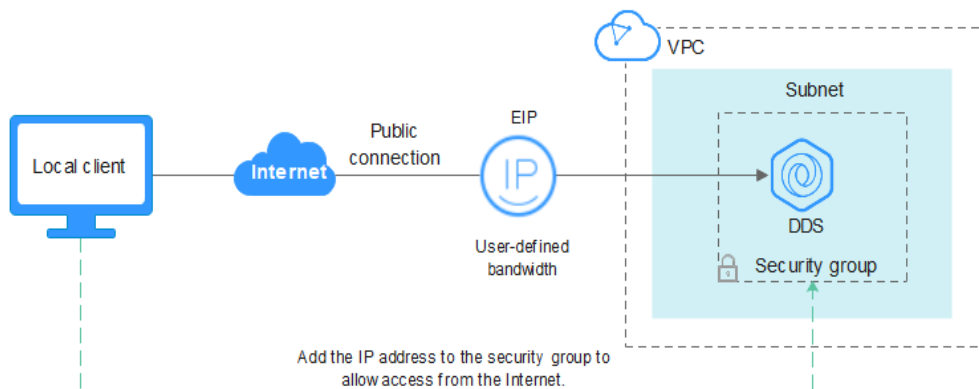 VPC
Subnet
EIP
Public
connection
Local client
Internet
IP
DDS
User-defined
bandwidth
Security group
Add the IP address to the security group to
allow access from the Internet.